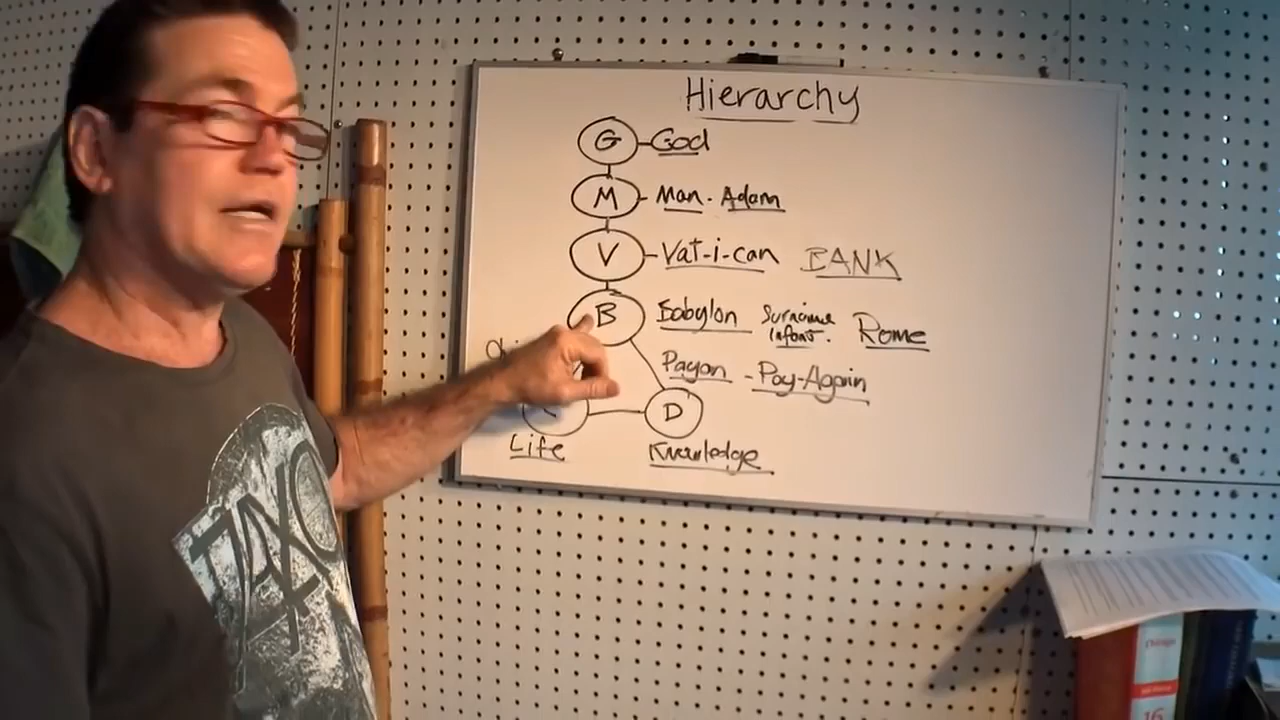 Hierarchy
G - God
M - Man - Adam
V - Vat-i-can BANK
B Babylon Rome
Pagan - Pay-Again
D
Life Knowledge